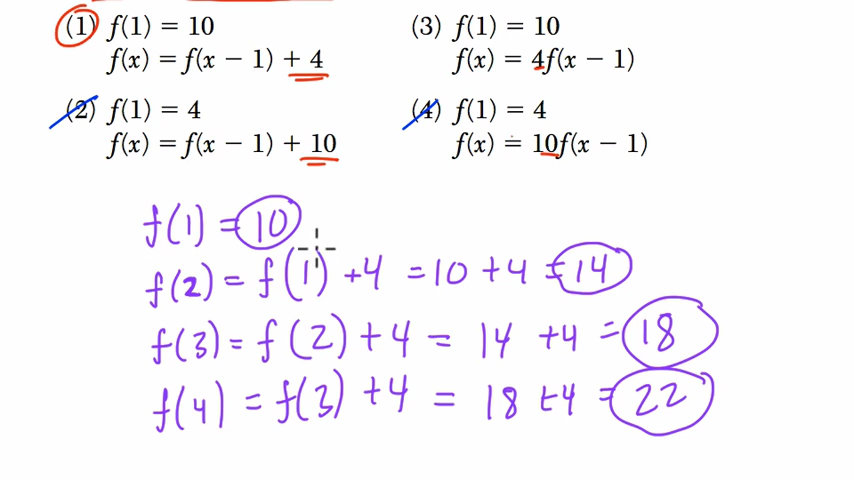 (1) f(1) = 10
f(x) = f(x − 1) + 4
(2) f(1) = 4
f(x) = f(x − 1) + 10
(3) f(1) = 10
f(x) = 4f(x − 1)
(4) f(1) = 4
f(x) = 10f(x − 1)
f(1) = 10
f(2) = f(1) + 4 = 10 + 4 = 14
f(3) = f(2) + 4 = 14 + 4 = 18
f(4) = f(3) + 4 = 18 + 4 = 22